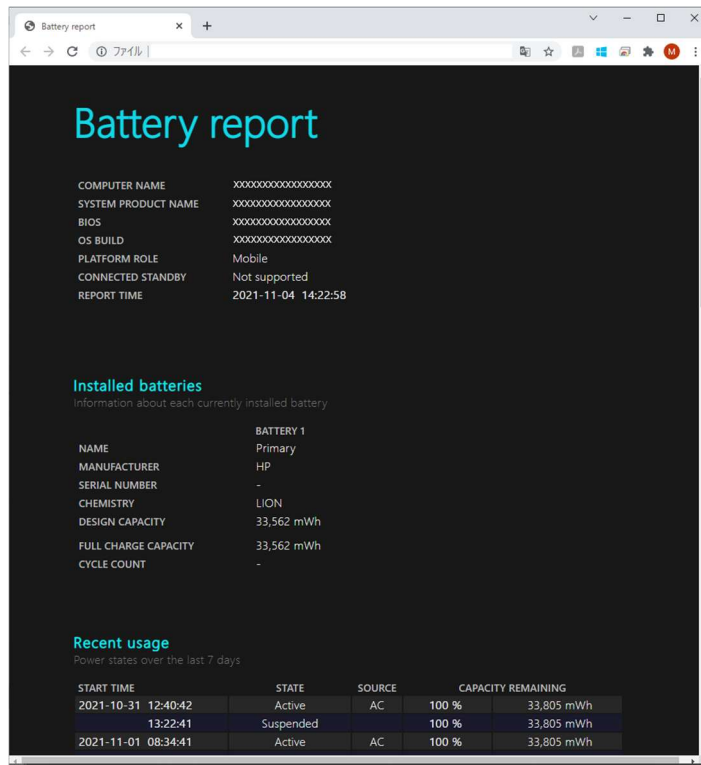 Battery report
ファイル
M
Battery report
COMPUTER NAME XXXXXXXXXXXXXXXXX
SYSTEM PRODUCT NAME XXXXXXXXXXXXXXXXX
BIOS XXXXXXXXXXXXXXXXX
OS BUILD XXXXXXXXXXXXXXXXX
PLATFORM ROLE Mobile
CONNECTED STANDBY Not supported
REPORT TIME 2021-11-04 14:22:58
Installed batteries
Information about each currently installed battery
BATTERY 1
NAME Primary
MANUFACTURER HP
SERIAL NUMBER -
CHEMISTRY LION
DESIGN CAPACITY 33,562 mWh
FULL CHARGE CAPACITY 33,562 mWh
CYCLE COUNT -
Recent usage
Power states over the last 7 days
START TIME STATE SOURCE CAPACITY REMAINING
2021-10-31 12:40:42 Active AC 100 % 33,805 mWh
13:22:41 Suspended 100 % 33,805 mWh
2021-11-01 08:34:41 Active AC 100 % 33,805 mWh